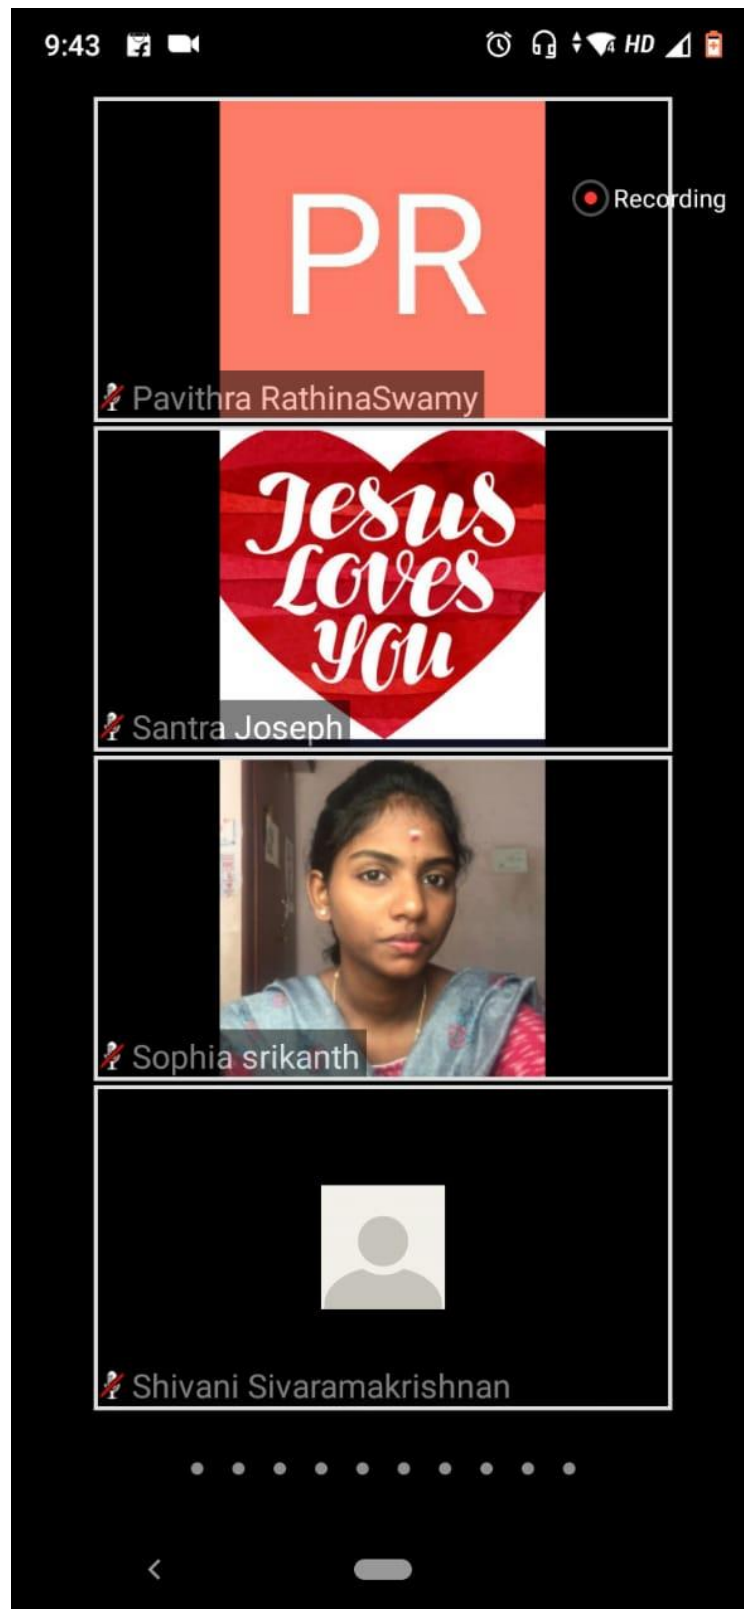 9:43
HD
PR
Recording
Pavithra RathinaSwamy
Jesus
Loves
you
Santra Joseph
Sophia srikanth
Shivani Sivaramakrishnan